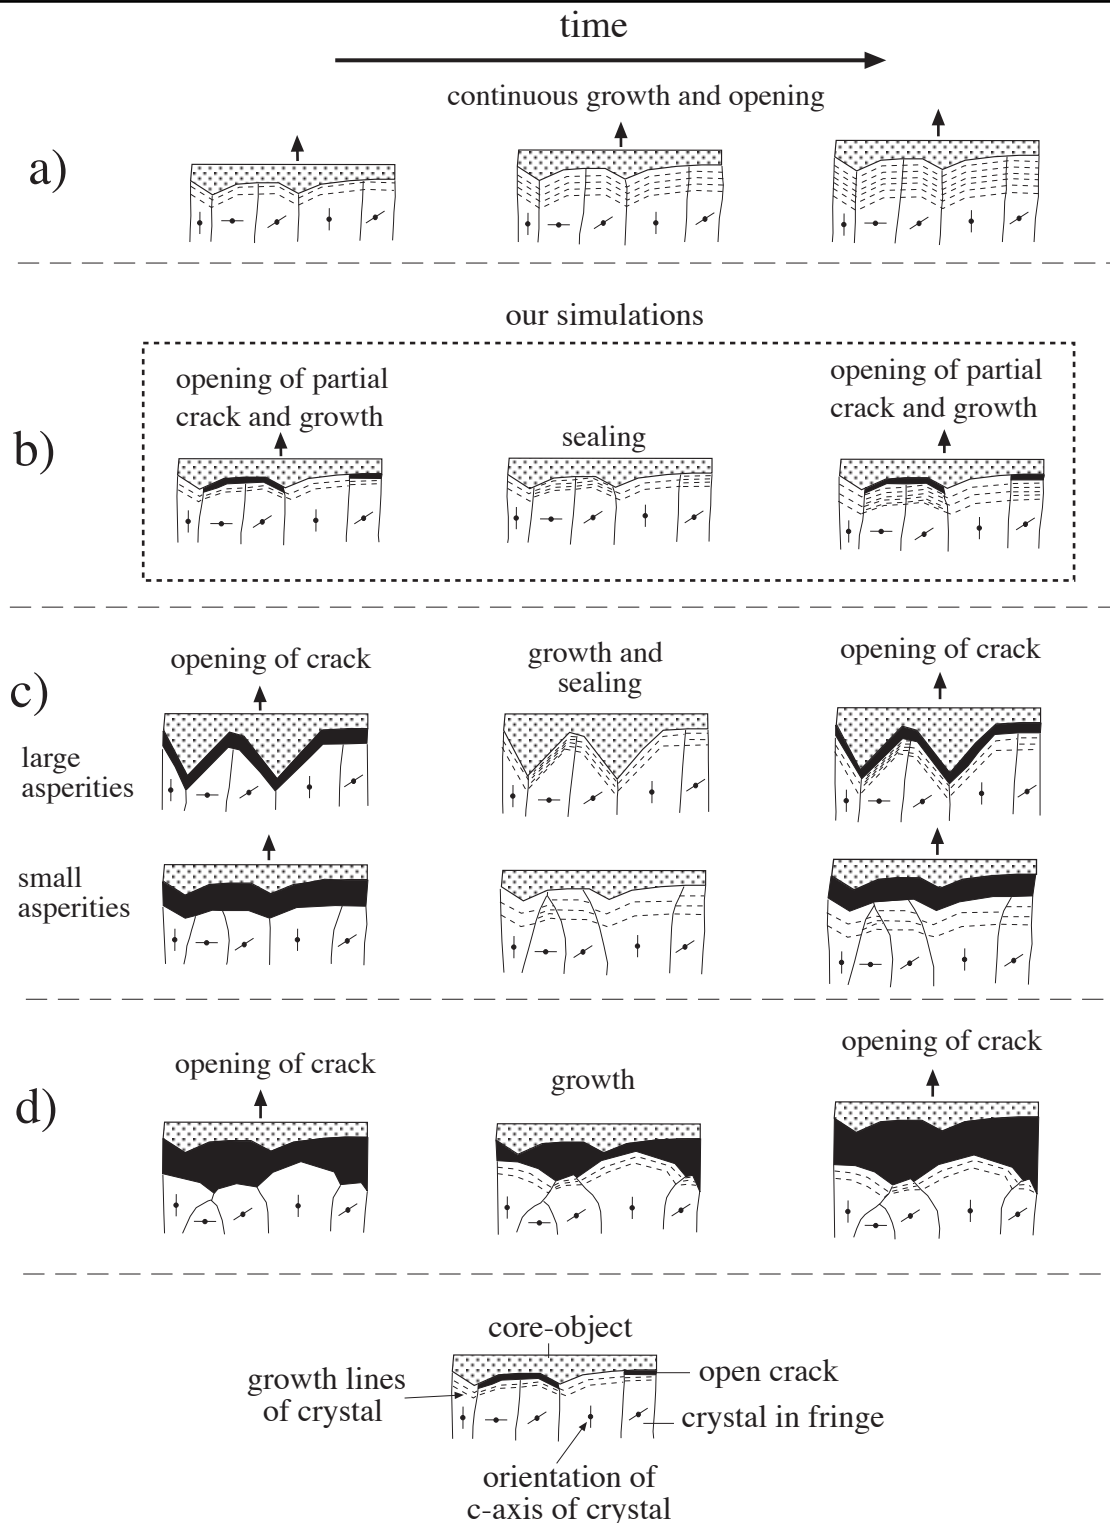 time
continuous growth and opening
a)
our simulations
opening of partial
crack and growth
sealing
opening of partial
crack and growth
b)
opening of crack
growth and
sealing
opening of crack
c)
large
asperities
small
asperities
opening of crack
growth
opening of crack
d)
core-object
growth lines
of crystal
open crack
crystal in fringe
orientation of
c-axis of crystal